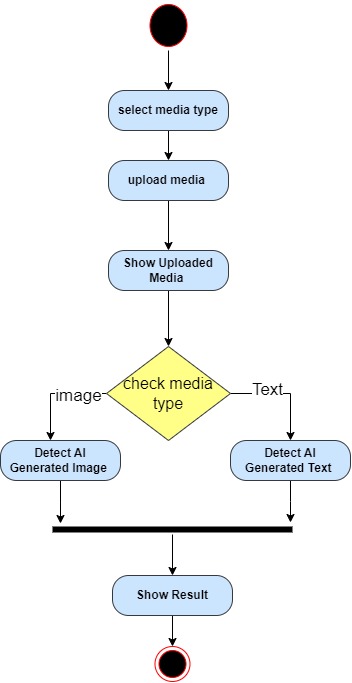 select media type
upload media
Show Uploaded
Media
check media
type
image
Text
Detect AI
Generated Image
Detect AI
Generated Text
Show Result